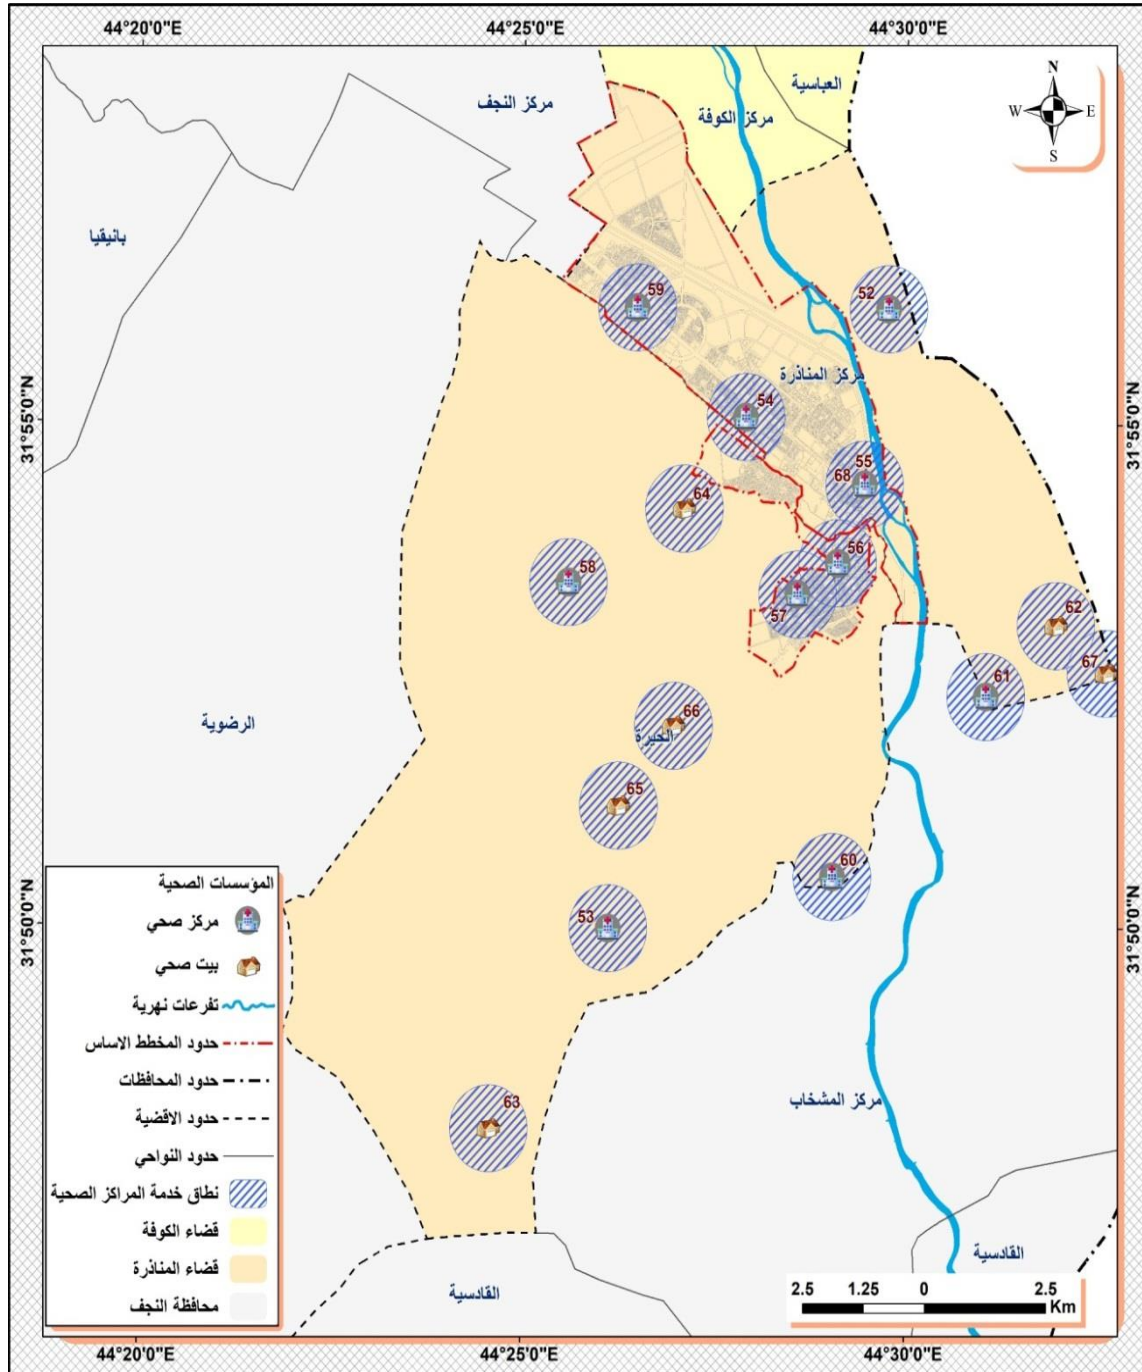 44°20'0"E
44°25'0"E
44°30'0"E
N
W
E
S
العباسية
مركز النجف
مركز الكوفة
بانيقيا
59
52
مركز المناذرة
54
31°55'0"N
31°55'0"N
55
68
64
56
58
57
62
67
61
الرضوية
66
الحيرة
65
60
53
31°50'0"N
31°50'0"N
63
مركز المشخاب
القادسية
القادسية
المؤسسات الصحية
مركز صحي
بيت صحي
تفرعات نهرية
حدود المخطط الاساس
حدود المحافظات
حدود الاقضية
حدود النواحي
نطاق خدمة المراكز الصحية
قضاء الكوفة
قضاء المناذرة
محافظة النجف
2.5 1.25 0 2.5
Km
44°20'0"E
44°25'0"E
44°30'0"E